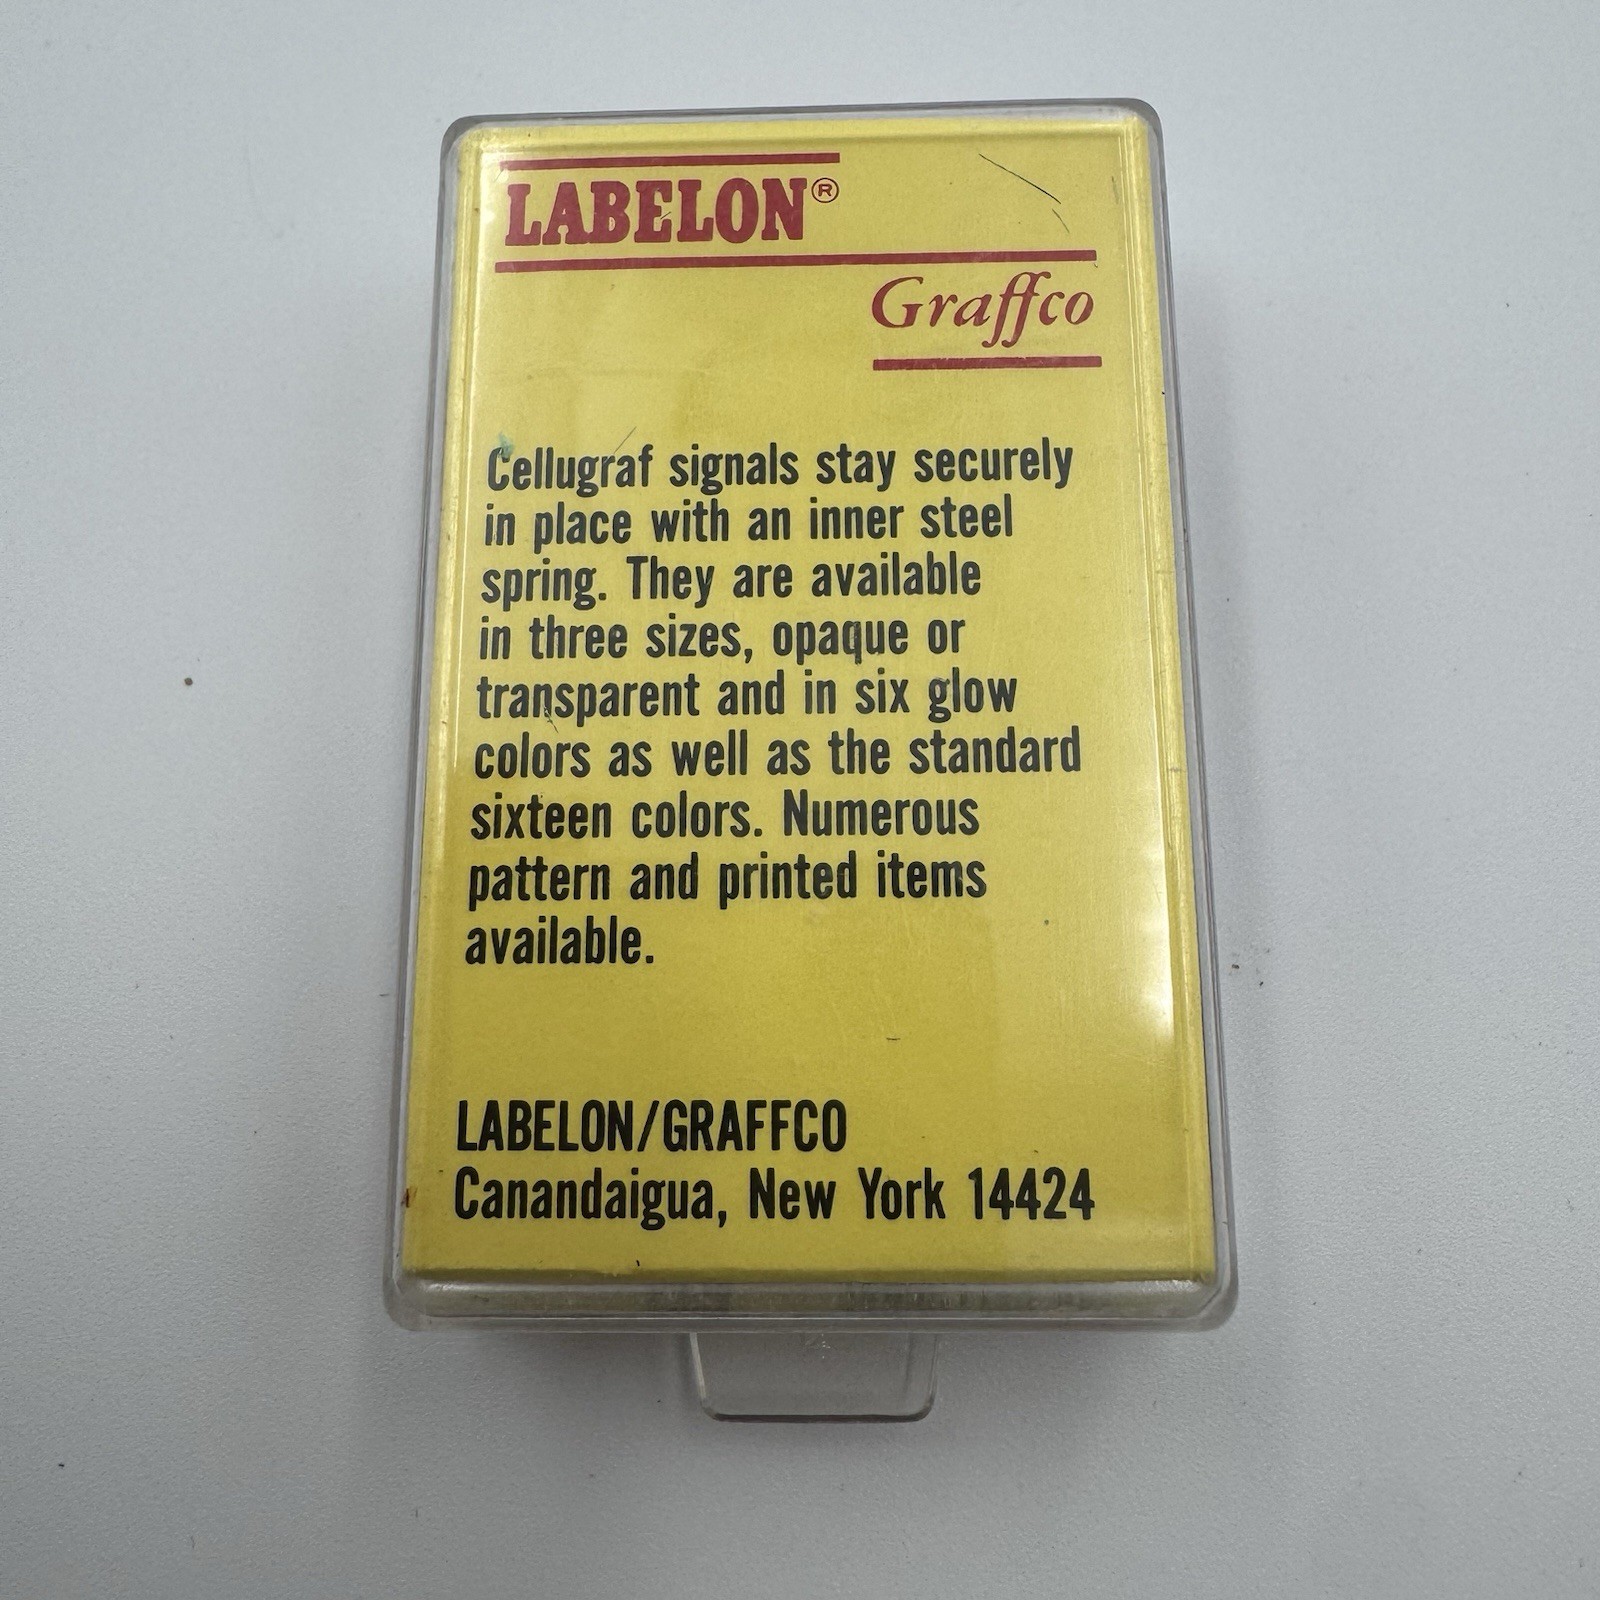 LABELON®
Graffco
Cellugraf signals stay securely
in place with an inner steel
spring. They are available
in three sizes, opaque or
transparent and in six glow
colors as well as the standard
sixteen colors. Numerous
pattern and printed items
available.
LABELON/GRAFFCO
Canandaigua, New York 14424